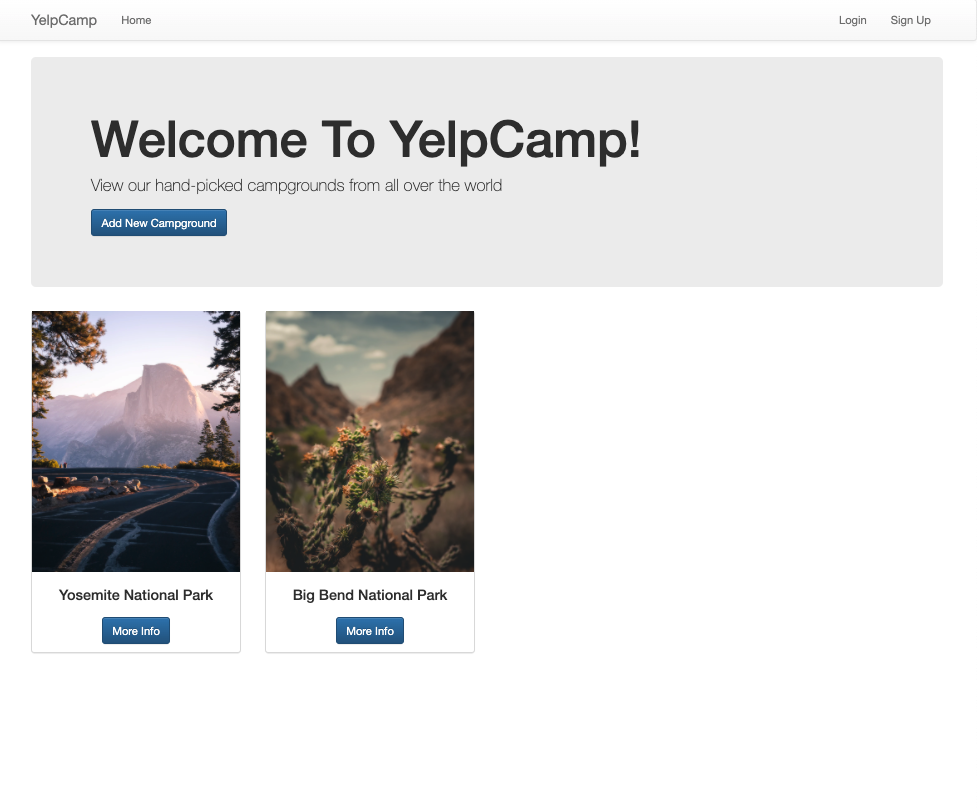 YelpCamp Home Login Sign Up
Welcome To YelpCamp!
View our hand-picked campgrounds from all over the world
Add New Campground
Yosemite National Park
More Info
Big Bend National Park
More Info